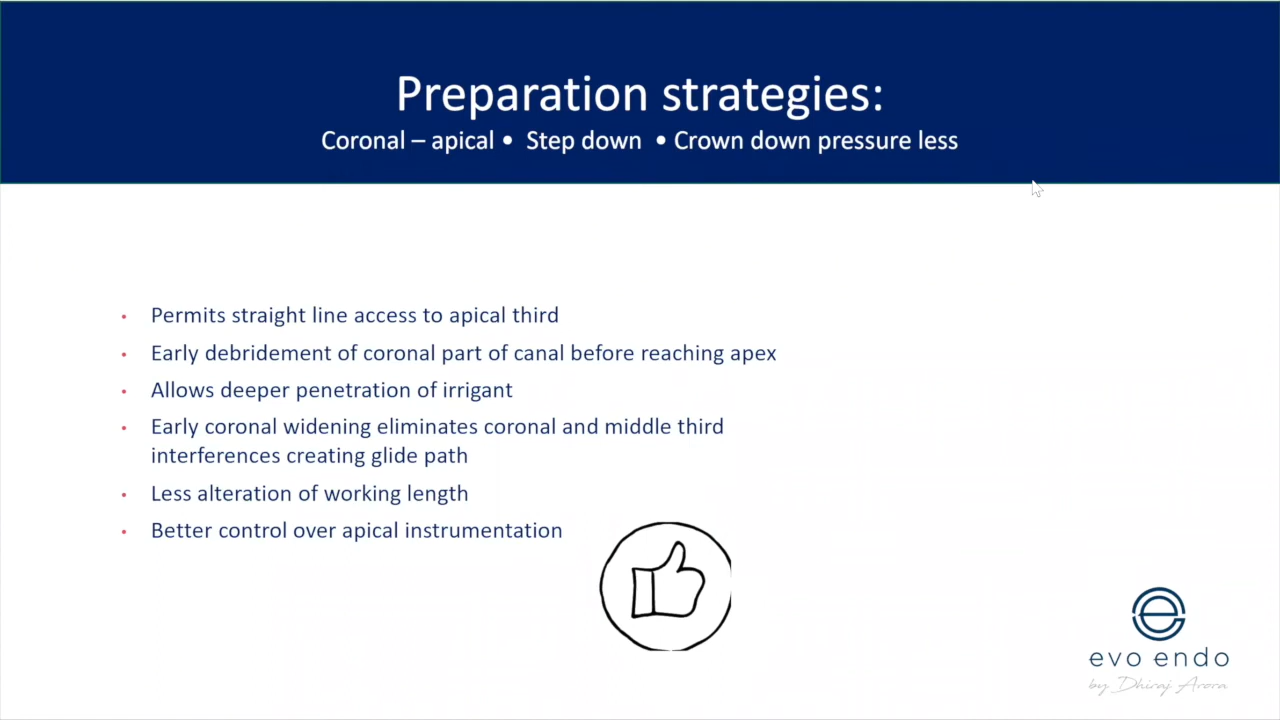 Preparation strategies:
Coronal – apical • Step down • Crown down pressure less
• Permits straight line access to apical third
• Early debridement of coronal part of canal before reaching apex
• Allows deeper penetration of irrigant
• Early coronal widening eliminates coronal and middle third
interferences creating glide path
• Less alteration of working length
• Better control over apical instrumentation
evo endo
by Dhiraj Arora